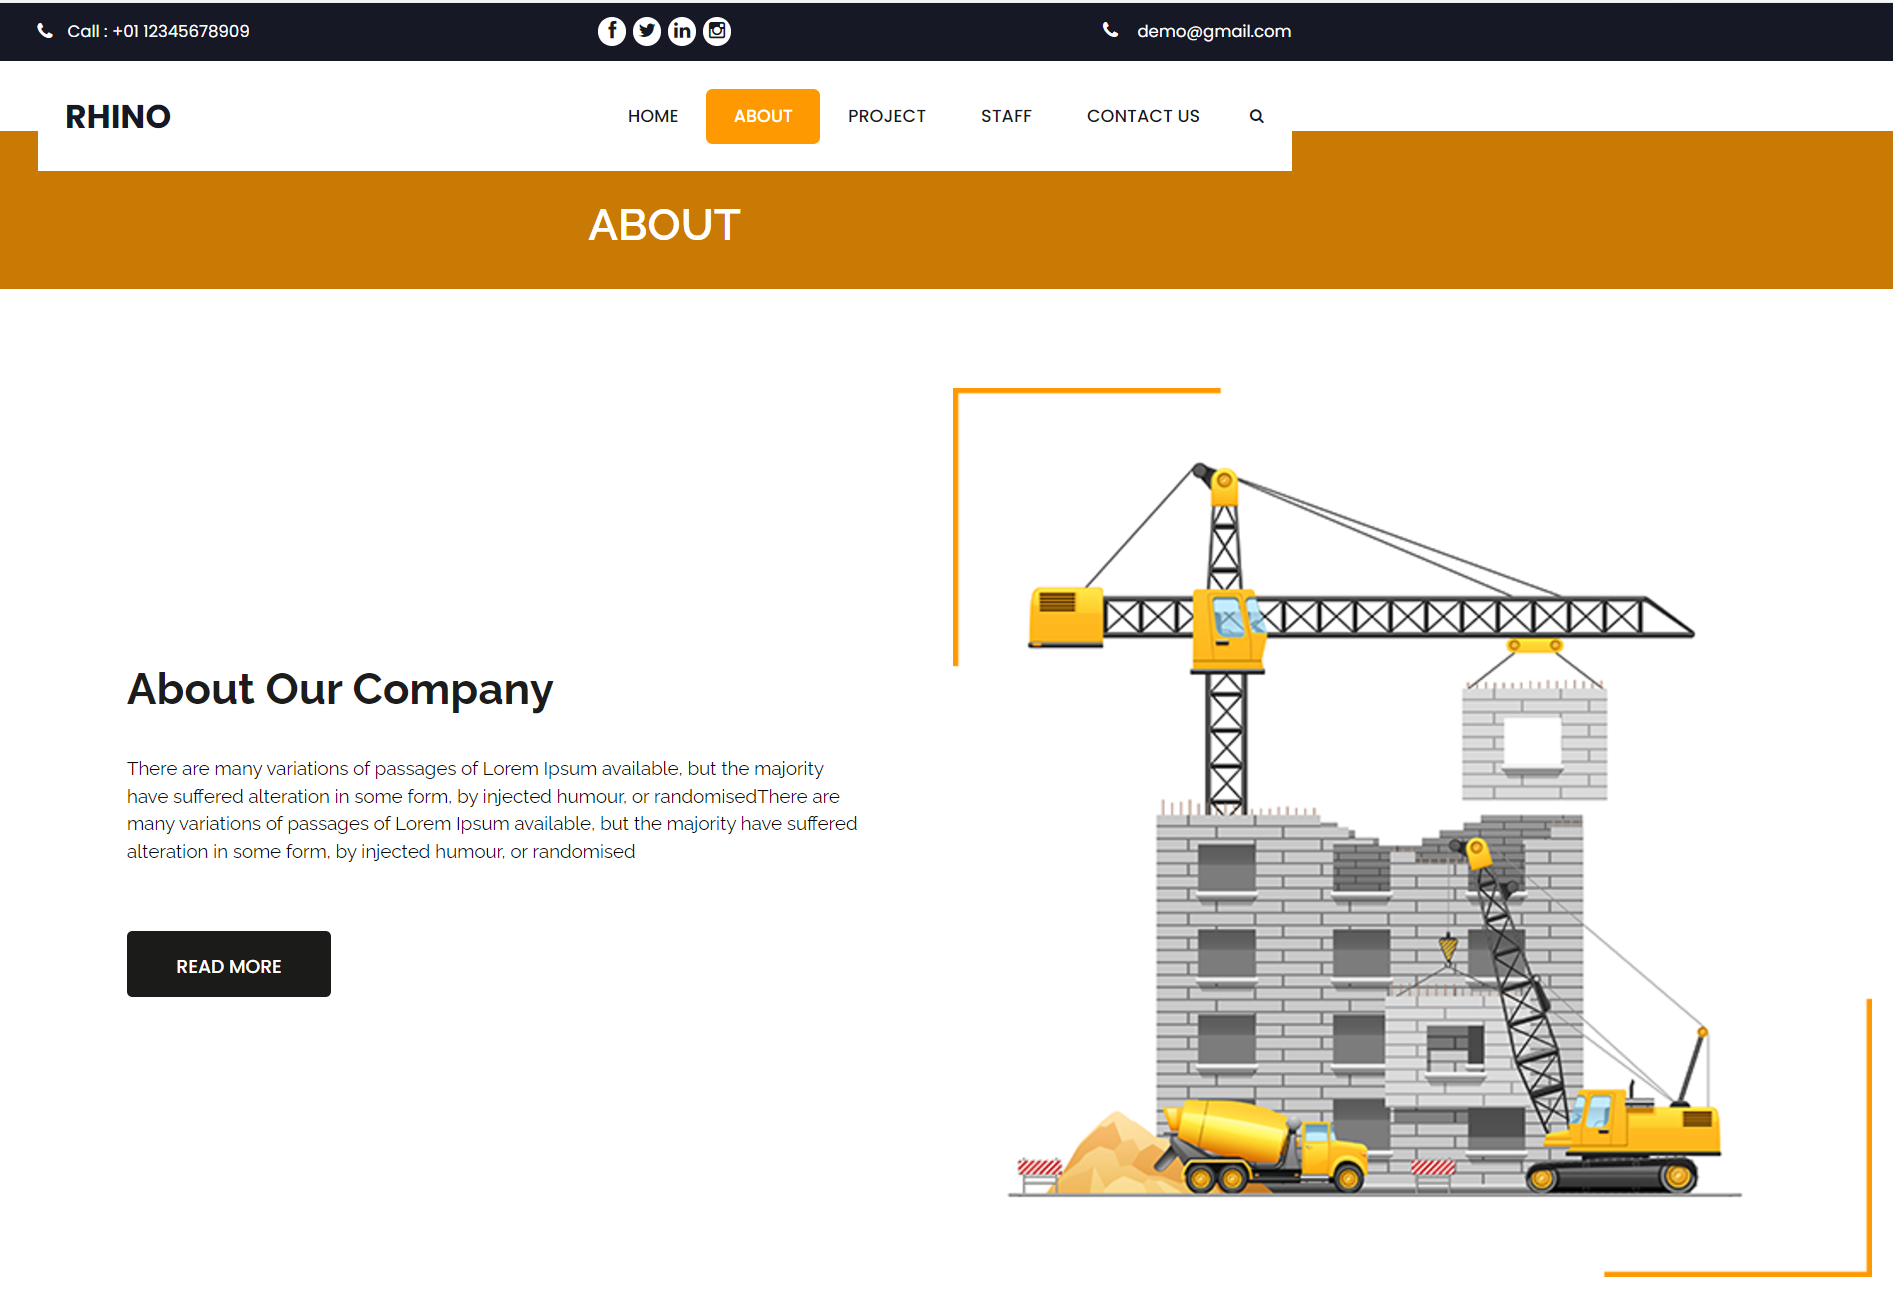 Call : +01 12345678909
demo@gmail.com
RHINO
HOME
ABOUT
PROJECT
STAFF
CONTACT US
ABOUT
About Our Company
There are many variations of passages of Lorem Ipsum available, but the majority
have suffered alteration in some form, by injected humour, or randomisedThere are
many variations of passages of Lorem Ipsum available, but the majority have suffered
alteration in some form, by injected humour, or randomised
READ MORE